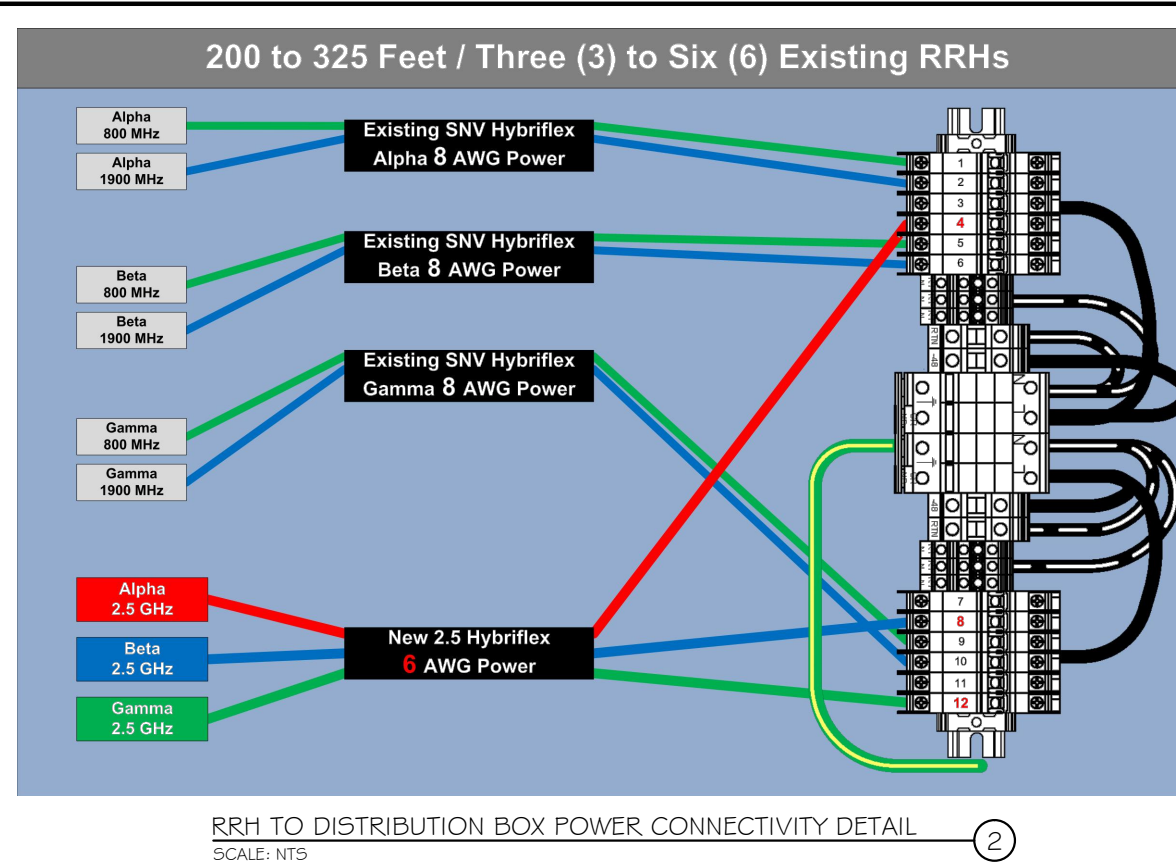 200 to 325 Feet / Three (3) to Six (6) Existing RRHs
Alpha
800 MHz
Alpha
1900 MHz
Existing SNV Hybriflex
Alpha 8 AWG Power
Beta
800 MHz
Beta
1900 MHz
Existing SNV Hybriflex
Beta 8 AWG Power
Gamma
800 MHz
Gamma
1900 MHz
Existing SNV Hybriflex
Gamma 8 AWG Power
Alpha
2.5 GHz
Beta
2.5 GHz
Gamma
2.5 GHz
New 2.5 Hybriflex
6 AWG Power
1
2
3
4
5
6
RTN
-48
N
L
N
L
-48
RTN
7
8
9
10
11
12
RRH TO DISTRIBUTION BOX POWER CONNECTIVITY DETAIL
SCALE: NTS
2